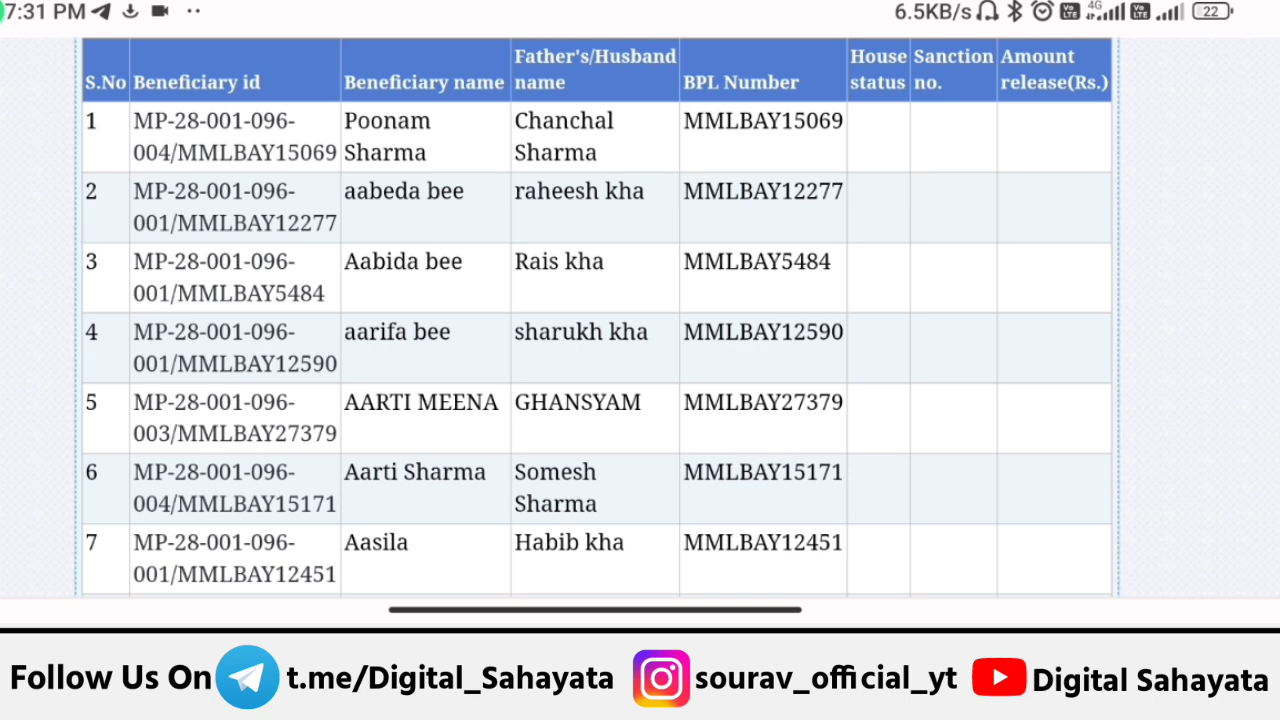 7:31 PM 6.5KB/s Vo LTE 4G Vo LTE 22
S.No Beneficiary id Beneficiary name Father's/Husband name BPL Number House status Sanction no. Amount release(Rs.)
1 MP-28-001-096-004/MMLBAY15069 Poonam Sharma Chanchal Sharma MMLBAY15069
2 MP-28-001-096-001/MMLBAY12277 aabeda bee raheesh kha MMLBAY12277
3 MP-28-001-096-001/MMLBAY5484 Aabida bee Rais kha MMLBAY5484
4 MP-28-001-096-001/MMLBAY12590 aarifa bee sharukh kha MMLBAY12590
5 MP-28-001-096-003/MMLBAY27379 AARTI MEENA GHANSYAM MMLBAY27379
6 MP-28-001-096-004/MMLBAY15171 Aarti Sharma Somesh Sharma MMLBAY15171
7 MP-28-001-096-001/MMLBAY12451 Aasila Habib kha MMLBAY12451
Follow Us On t.me/Digital_Sahayata sourav_official_yt Digital Sahayata